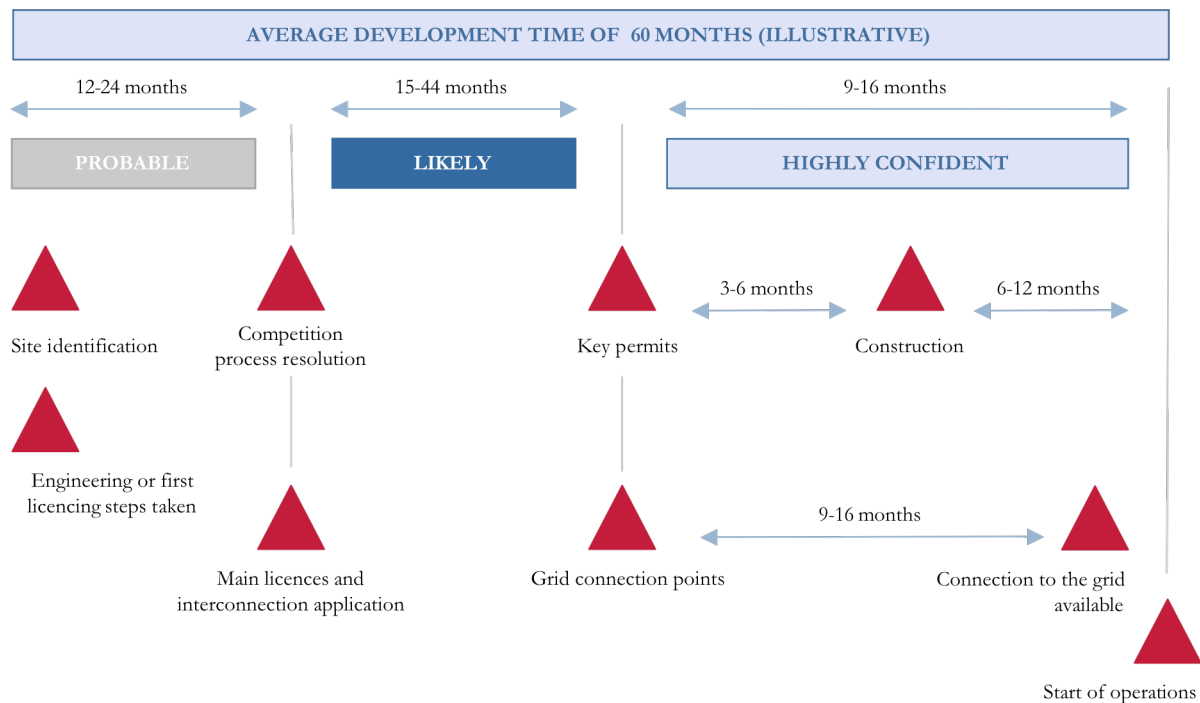 AVERAGE DEVELOPMENT TIME OF 60 MONTHS (ILLUSTRATIVE)
12-24 months
15-44 months
9-16 months
PROBABLE
LIKELY
HIGHLY CONFIDENT
3-6 months
6-12 months
Site identification
Competition
process resolution
Key permits
Construction
Engineering or first
licencing steps taken
9-16 months
Main licences and
interconnection application
Grid connection points
Connection to the grid
available
Start of operations